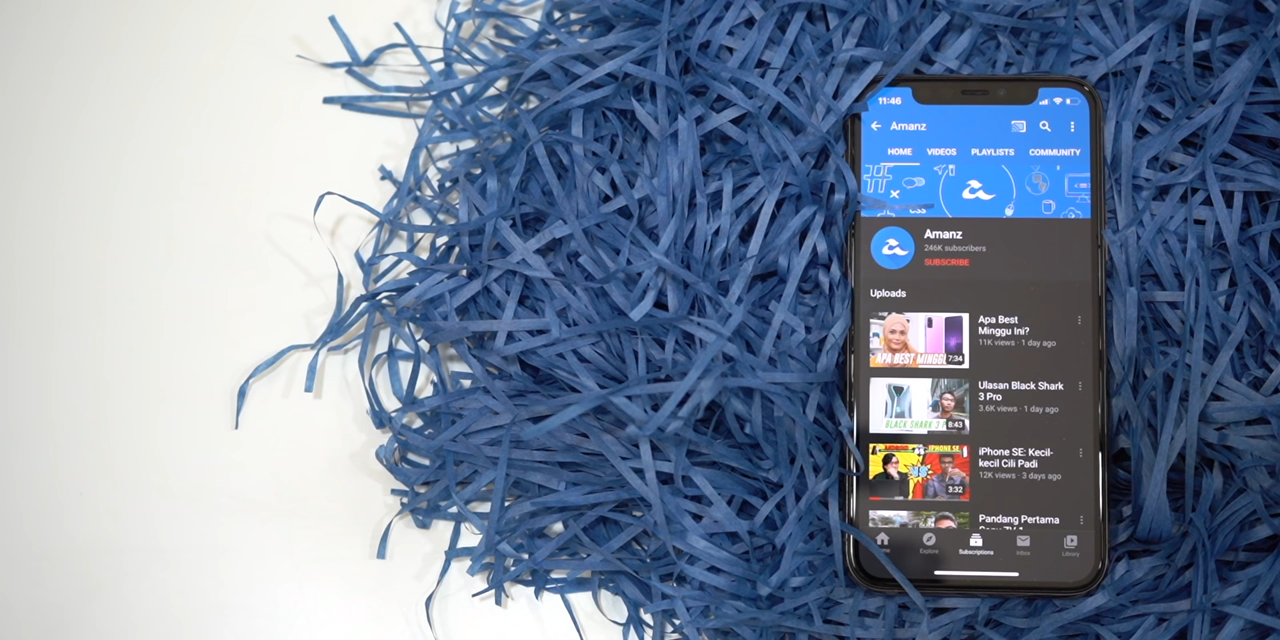 11:46
Amanz
HOME VIDEOS PLAYLISTS COMMUNITY
#
CSS
Amanz
246K subscribers
SUBSCRIBE
Uploads
APA BEST MINGGU
7:34
Apa Best
Minggu Ini?
11K views · 1 day ago
BLACK SHARK 3
8:43
Ulasan Black Shark
3 Pro
3.6K views · 1 day ago
IPHONE SE
3:32
iPhone SE: Kecil-
kecil Cili Padi
12K views · 3 days ago
Pandang Pertama
Explore Subscriptions Inbox Library